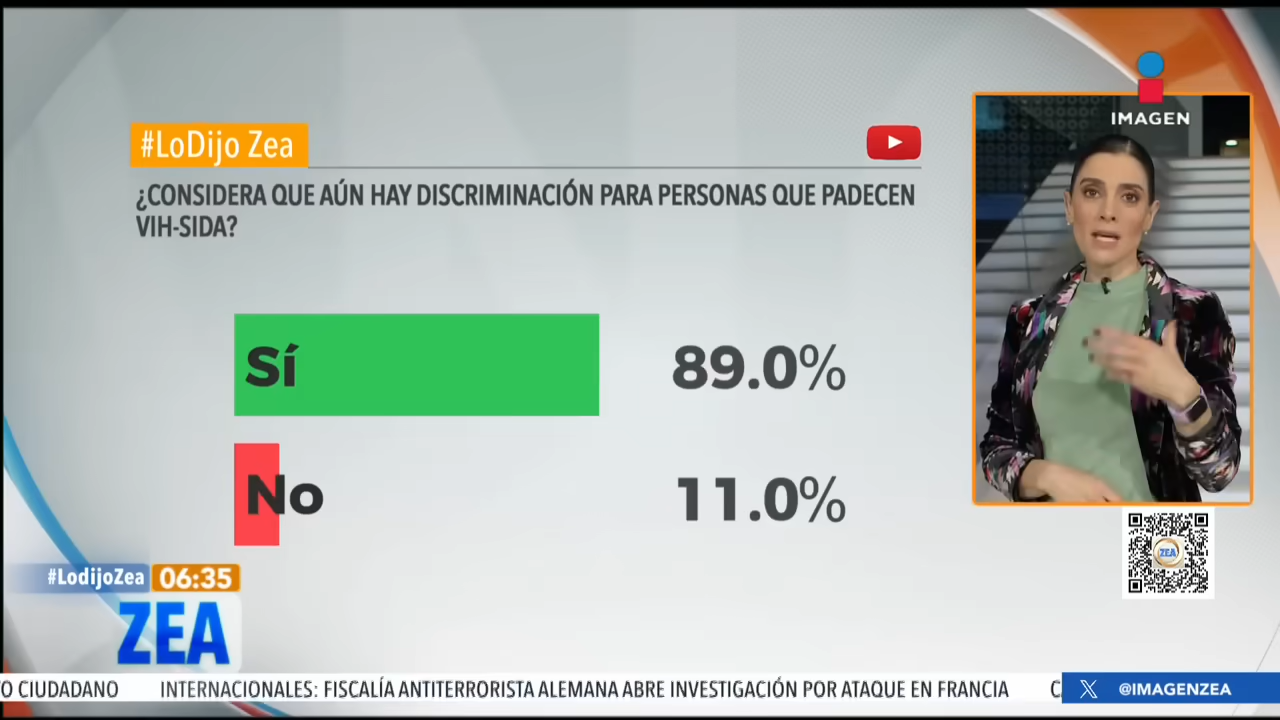 IMAGEN
#LoDijo Zea
¿CONSIDERA QUE AÚN HAY DISCRIMINACIÓN PARA PERSONAS QUE PADECEN
VIH-SIDA?
Sí 89.0%
No 11.0%
ZEA
#LodijoZea 06:35
ZEA
O CIUDADANO INTERNACIONALES: FISCALÍA ANTITERRORISTA ALEMANA ABRE INVESTIGACIÓN POR ATAQUE EN FRANCIA
@IMAGENZEA